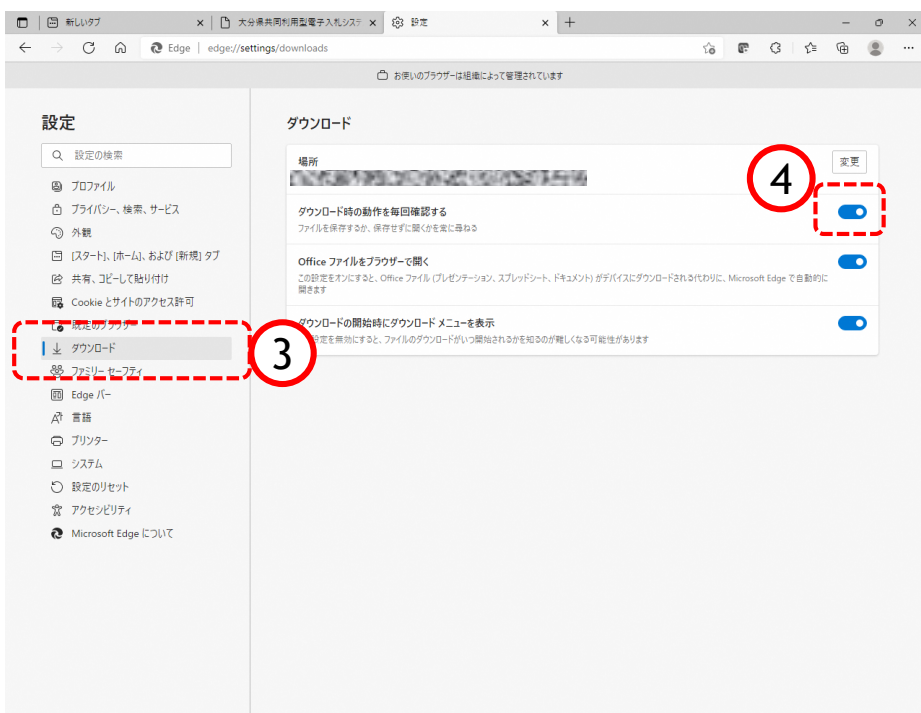 新しいタブ
大分県共同利用型電子入札システ
設定
Edge
edge://settings/downloads
お使いのブラウザーは組織によって管理されています
設定
設定の検索
プロファイル
プライバシー、検索、サービス
外観
[スタート]、[ホーム]、および [新規] タブ
共有、コピーして貼り付け
Cookie とサイトのアクセス許可
既定のブラウザー
ダウンロード
ファミリー セーフティ
Edge バー
言語
プリンター
システム
設定のリセット
アクセシビリティ
Microsoft Edge について
3
ダウンロード
場所
変更
4
ダウンロード時の動作を毎回確認する
ファイルを保存するか、保存せずに開くかを常に尋ねる
Office ファイルをブラウザーで開く
この設定をオンにすると、Office ファイル (プレゼンテーション、スプレッドシート、ドキュメント) がデバイスにダウンロードされる代わりに、Microsoft Edge で自動的に
開きます
ダウンロードの開始時にダウンロード メニューを表示
設定を無効にすると、ファイルのダウンロードがいつ開始されるかを知るのが難しくなる可能性があります